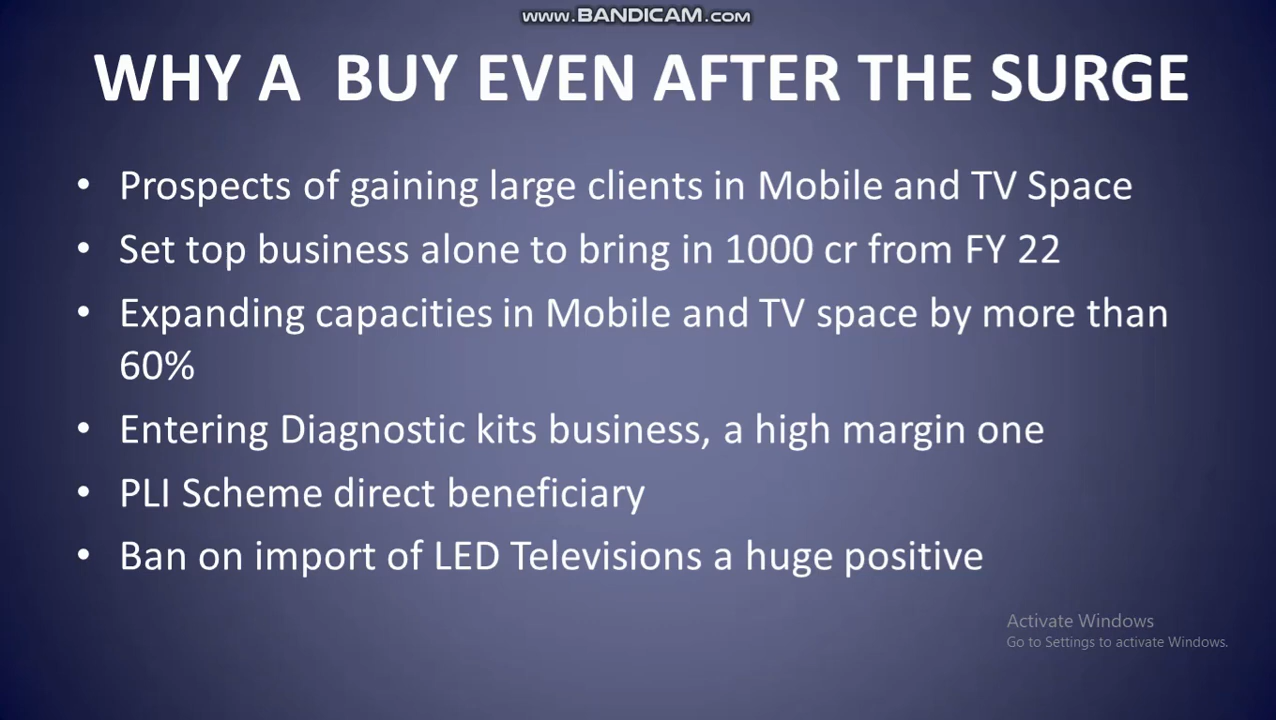 www.BANDICAM.com
WHY A BUY EVEN AFTER THE SURGE
• Prospects of gaining large clients in Mobile and TV Space
• Set top business alone to bring in 1000 cr from FY 22
• Expanding capacities in Mobile and TV space by more than
60%
• Entering Diagnostic kits business, a high margin one
• PLI Scheme direct beneficiary
• Ban on import of LED Televisions a huge positive
Activate Windows
Go to Settings to activate Windows.